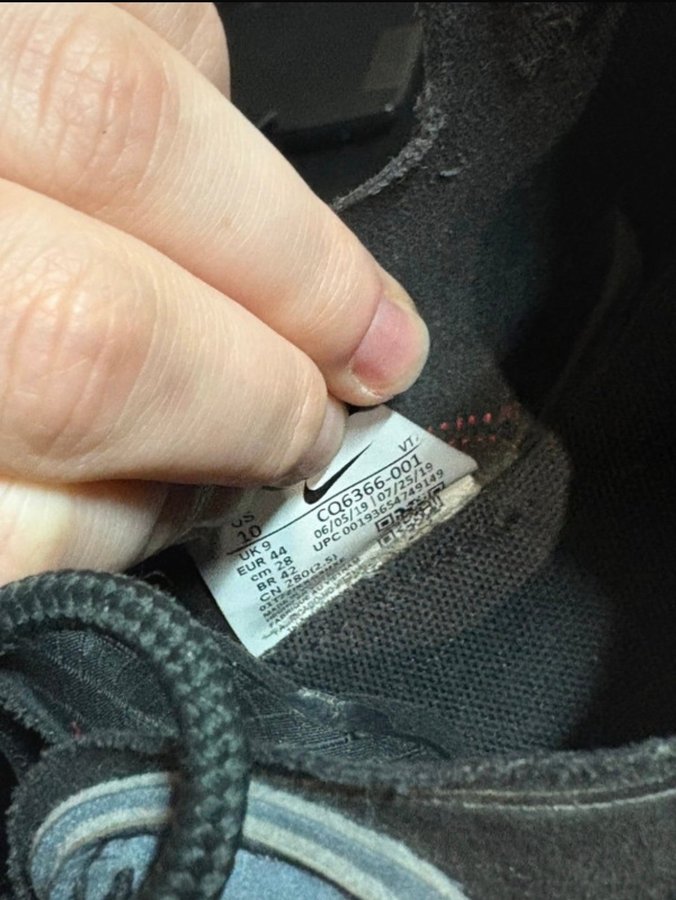 VT
US
10
CQ6366-001
06/05/19 | 07/25/19
UPC 00193654749149
UK 9
EUR 44
cm 28
BR 42
CN 280(2.5)